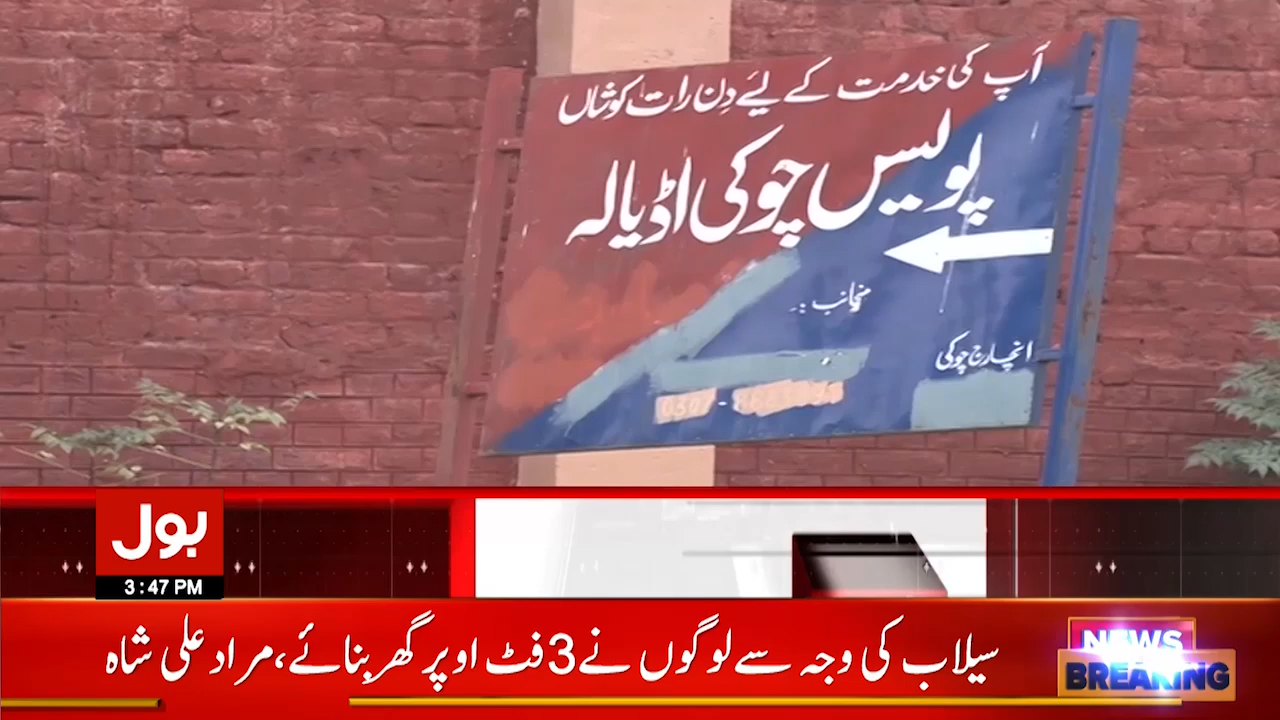 آپ کی خدمت کے لیے دن رات کوشاں
پولیس چوکی اڈیالہ
منجانب :۔
انچارج چوکی
بول
3:47 PM
سیلاب کی وجہ سے لوگوں نے 3 فٹ اوپر گھر بنائے، مراد علی شاہ
NEWS
BREAKING